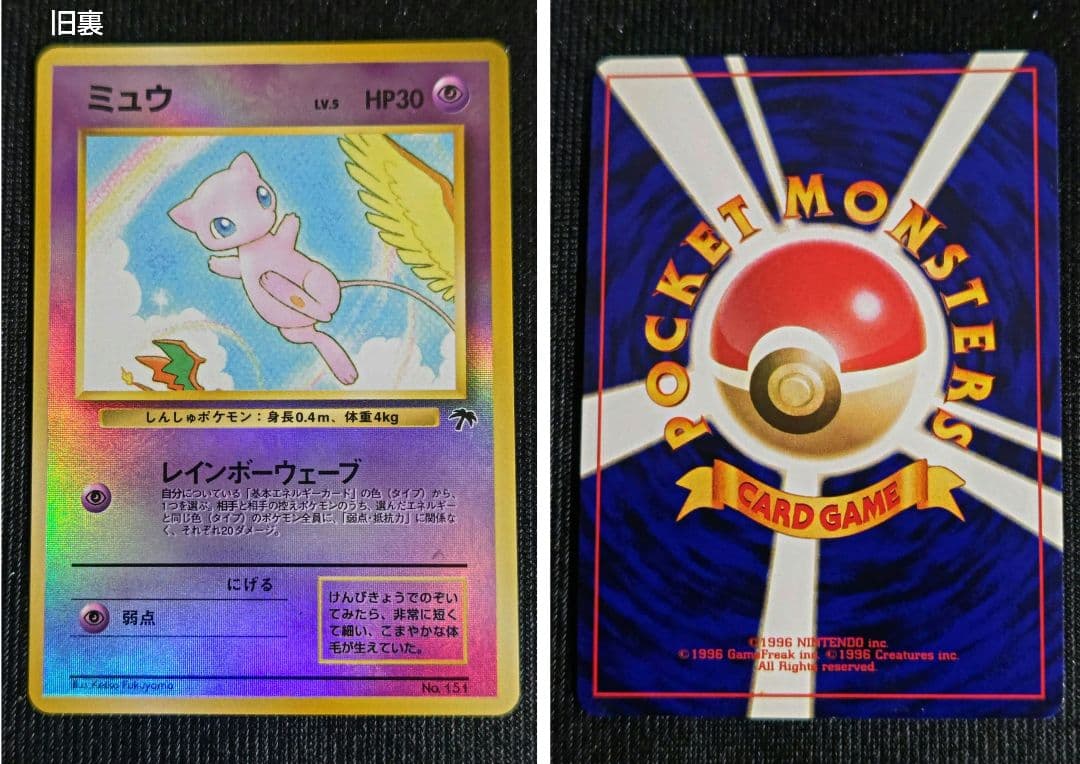 旧裏
ミュウ LV.5 HP30
しんしゅポケモン：身長0.4m、体重4kg
レインボーウェーブ
自分についている「基本エネルギーカード」の色（タイプ）から、
1つを選ぶ。相手と相手の控えポケモンのうち、選んだエネルギー
と同じ色（タイプ）のポケモン全員に、「弱点・抵抗力」に関係な
く、それぞれ20ダメージ。
にげる
弱点
けんびきょうでのぞい
てみたら、非常に短く
て細い、こまやかな体
毛が生えていた。
Illus. Keiko Fukuyama
No. 151
POCKET MONSTERS
CARD GAME
©1996 NINTENDO inc.
©1996 GameFreak inc. ©1996 Creatures inc.
All Rights reserved.